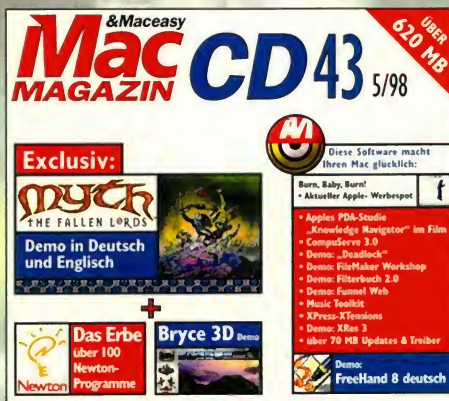 &Maceasy
Mac
MAGAZIN
CD43 5/98
ÜBER
620 MB
Exclusiv:
MYTH
THE FALLEN LORDS
Demo in Deutsch
und Englisch
Newton
Das Erbe
über 100
Newton-
Programme
Bryce 3D Demo
Diese Software macht
Ihren Mac glücklich:
Burn, Baby, Burn!
• Aktueller Apple- Werbespot
• Apples PDA-Studie
„Knowledge Navigator" im Film
• CompuServe 3.0
• Demo: „Deadlock"
• Demo: FileMaker Workshop
• Demo: Filterbuch 2.0
• Demo: Funnel Web
• Music Toolkit
• XPress-XTensions
• Demo: XRes 3
• über 70 MB Updates & Treiber
Demo:
FreeHand 8 deutsch